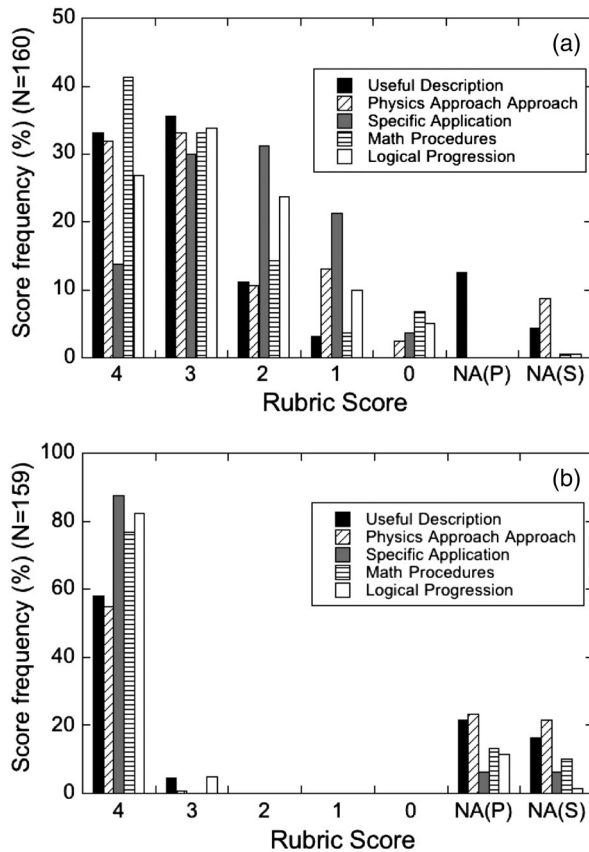 (a)
Score frequency (%) (N=160)
50
40
30
20
10
0
Useful Description
Physics Approach Approach
Specific Application
Math Procedures
Logical Progression
4 3 2 1 0 NA(P) NA(S)
Rubric Score
(b)
Score frequency (%) (N=159)
100
80
60
40
20
0
Useful Description
Physics Approach Approach
Specific Application
Math Procedures
Logical Progression
4 3 2 1 0 NA(P) NA(S)
Rubric Score